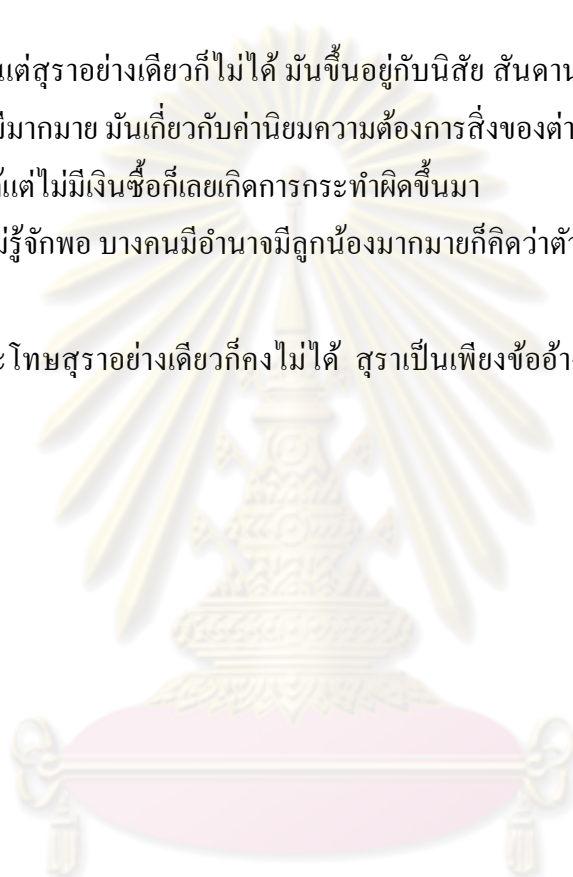 แต่สุราอย่างเดียวก็ไม่ได้ มันขึ้นอยู่กับนิสัย สันดาน
มีมากมาย มันเกี่ยวกับค่านิยมความต้องการสิ่งของต่า
แต่ไม่มีเงินซื้อก็เลยเกิดการกระทำผิดขึ้นมา
ม่รู้จักพอ บางคนมีอำนาจมีลูกน้องมากมายก็คิดว่าตั
ะโทษสุราอย่างเดียวก็คงไม่ได้ สุราเป็นเพียงข้ออ้า